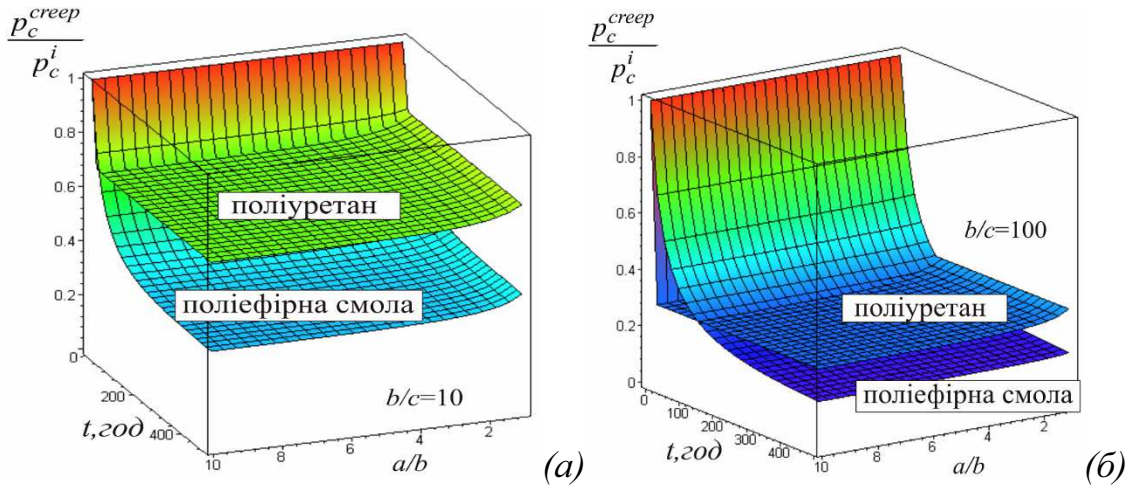 p_c^creep
p_c^i
1
0.8
0.6
0.4
0.2
0
200
400
t,год
10
8
6
4
2
a/b
поліуретан
поліефірна смола
b/c=10
(а)
p_c^creep
p_c^i
1
0.8
0.6
0.4
0.2
0
0
100
200
300
400
t,год
10
8
6
4
2
a/b
b/c=100
поліуретан
поліефірна смола
(б)